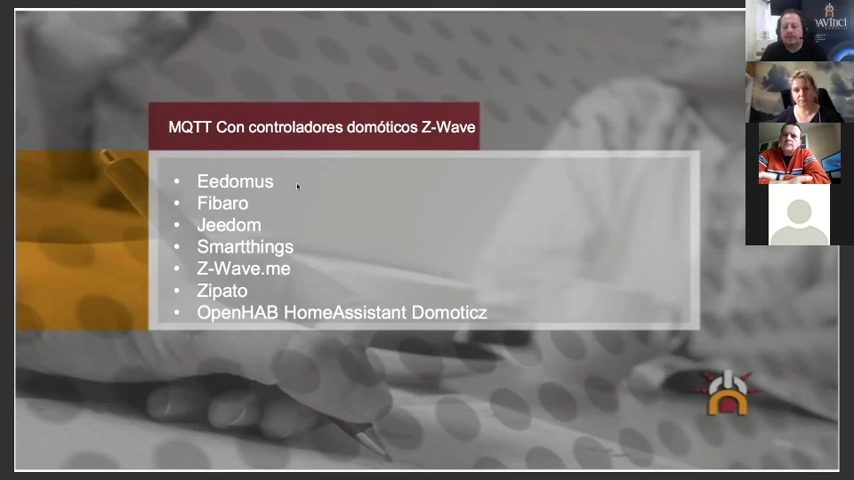 MQTT Con controladores domóticos Z-Wave
• Eedomus
• Fibaro
• Jeedom
• Smartthings
• Z-Wave.me
• Zipato
• OpenHAB HomeAssistant Domoticz